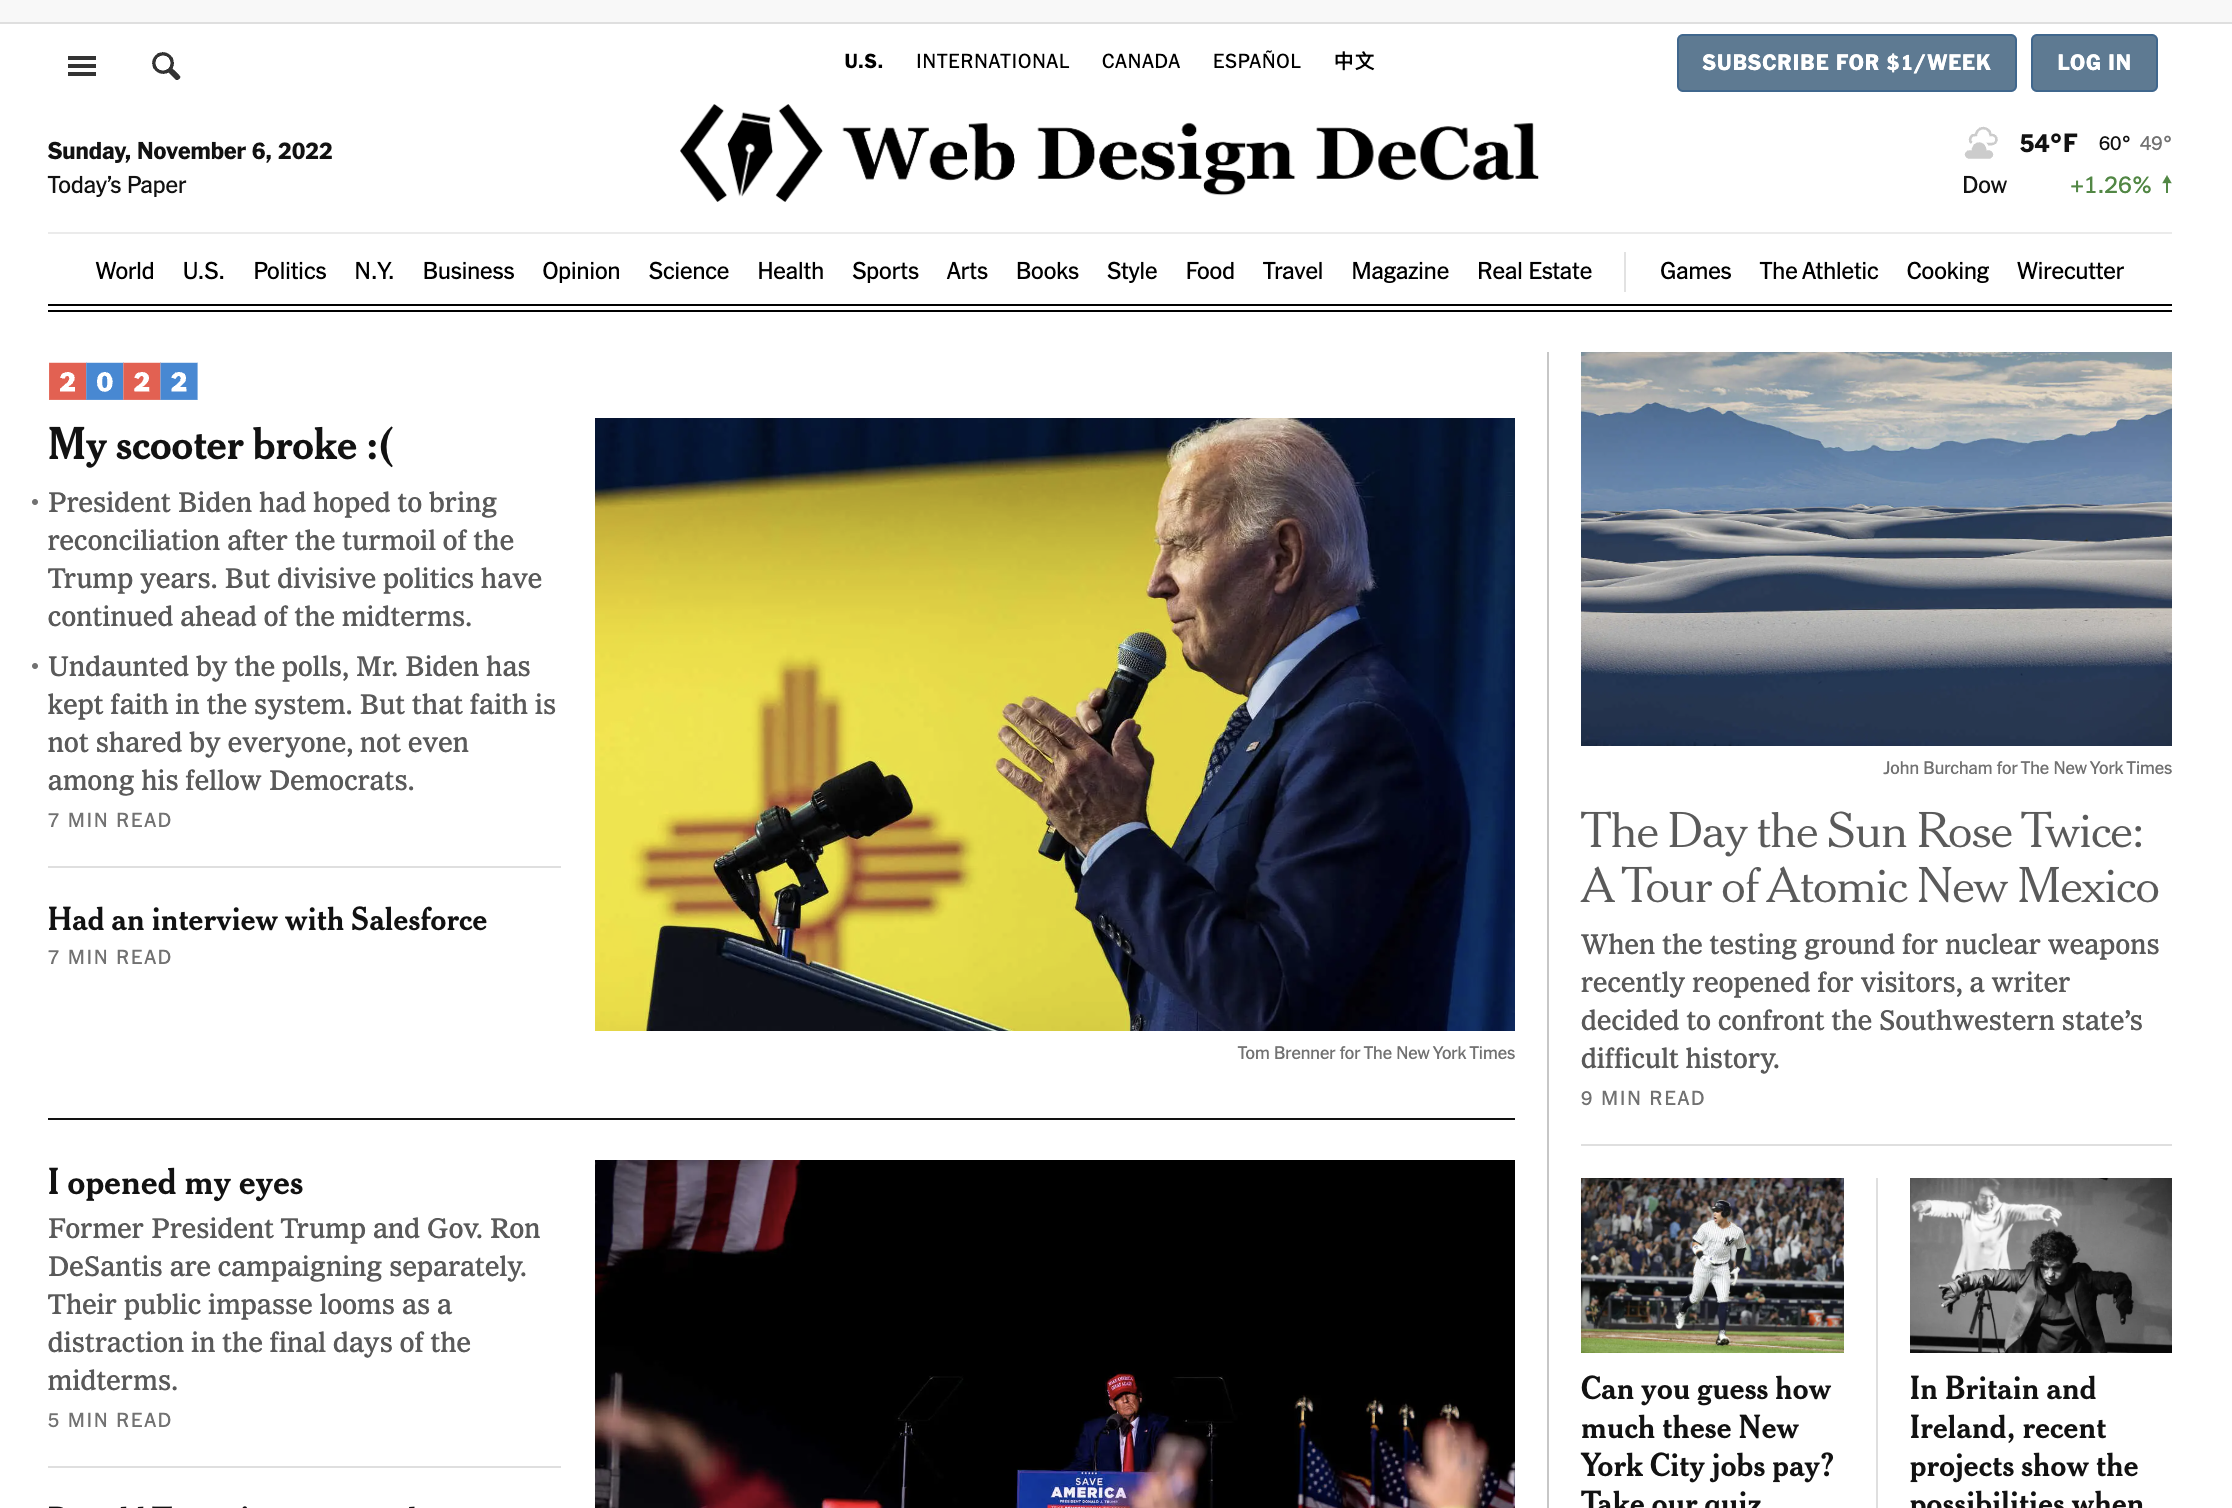 U.S. INTERNATIONAL CANADA ESPAÑOL 中文
SUBSCRIBE FOR $1/WEEK LOG IN
Sunday, November 6, 2022
Today's Paper
Web Design DeCal
54°F 60° 49°
Dow +1.26% ↑
World U.S. Politics N.Y. Business Opinion Science Health Sports Arts Books Style Food Travel Magazine Real Estate Games The Athletic Cooking Wirecutter
2022
My scooter broke :(
• President Biden had hoped to bring
reconciliation after the turmoil of the
Trump years. But divisive politics have
continued ahead of the midterms.
• Undaunted by the polls, Mr. Biden has
kept faith in the system. But that faith is
not shared by everyone, not even
among his fellow Democrats.
7 MIN READ
Had an interview with Salesforce
7 MIN READ
Tom Brenner for The New York Times
I opened my eyes
Former President Trump and Gov. Ron
DeSantis are campaigning separately.
Their public impasse looms as a
distraction in the final days of the
midterms.
5 MIN READ
SAVE
AMERICA
PRESIDENT DONALD J. TRUMP
John Burcham for The New York Times
The Day the Sun Rose Twice:
A Tour of Atomic New Mexico
When the testing ground for nuclear weapons
recently reopened for visitors, a writer
decided to confront the Southwestern state's
difficult history.
9 MIN READ
Can you guess how
much these New
York City jobs pay?
Take our quiz
In Britain and
Ireland, recent
projects show the
possibilities when